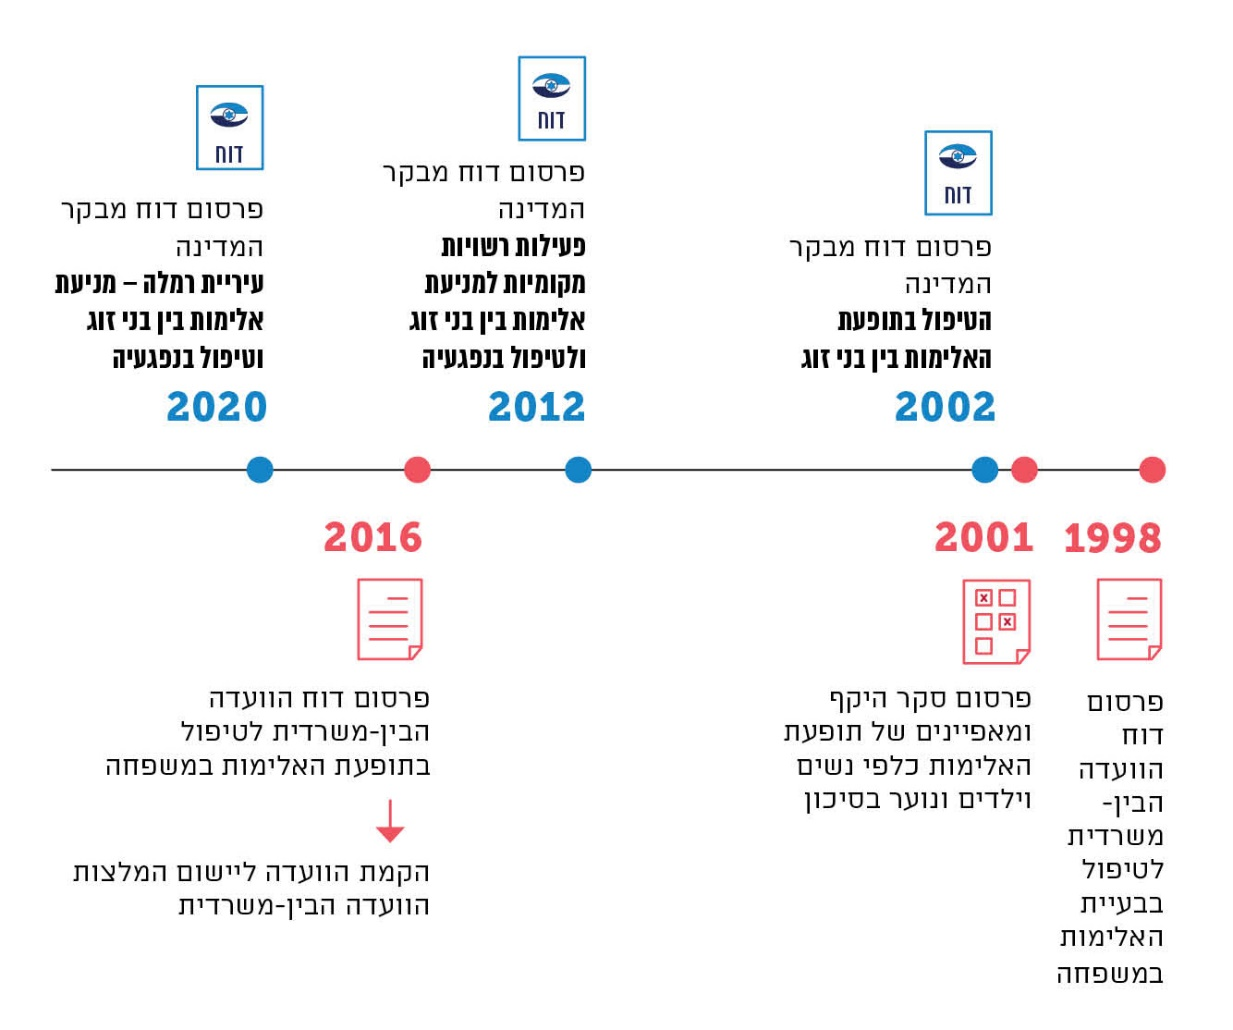 דוח
פרסום דוח מבקר
המדינה
הטיפול בתופעת
האלימות בין בני זוג
2002
דוח
פרסום דוח מבקר
המדינה
פעילות רשויות
מקומיות למניעת
אלימות בין בני זוג
ולטיפול בנפגעיה
2012
דוח
פרסום דוח מבקר
המדינה
עיריית רמלה – מניעת
אלימות בין בני זוג
וטיפול בנפגעיה
2020
1998
פרסום
דוח
הוועדה
הבין-
משרדית
לטיפול
בבעיית
האלימות
במשפחה
2001
פרסום סקר היקף
ומאפיינים של תופעת
האלימות כלפי נשים
וילדים ונוער בסיכון
2016
פרסום דוח הוועדה
הבין-משרדית לטיפול
בתופעת האלימות במשפחה
הקמת הוועדה ליישום המלצות
הוועדה הבין-משרדית